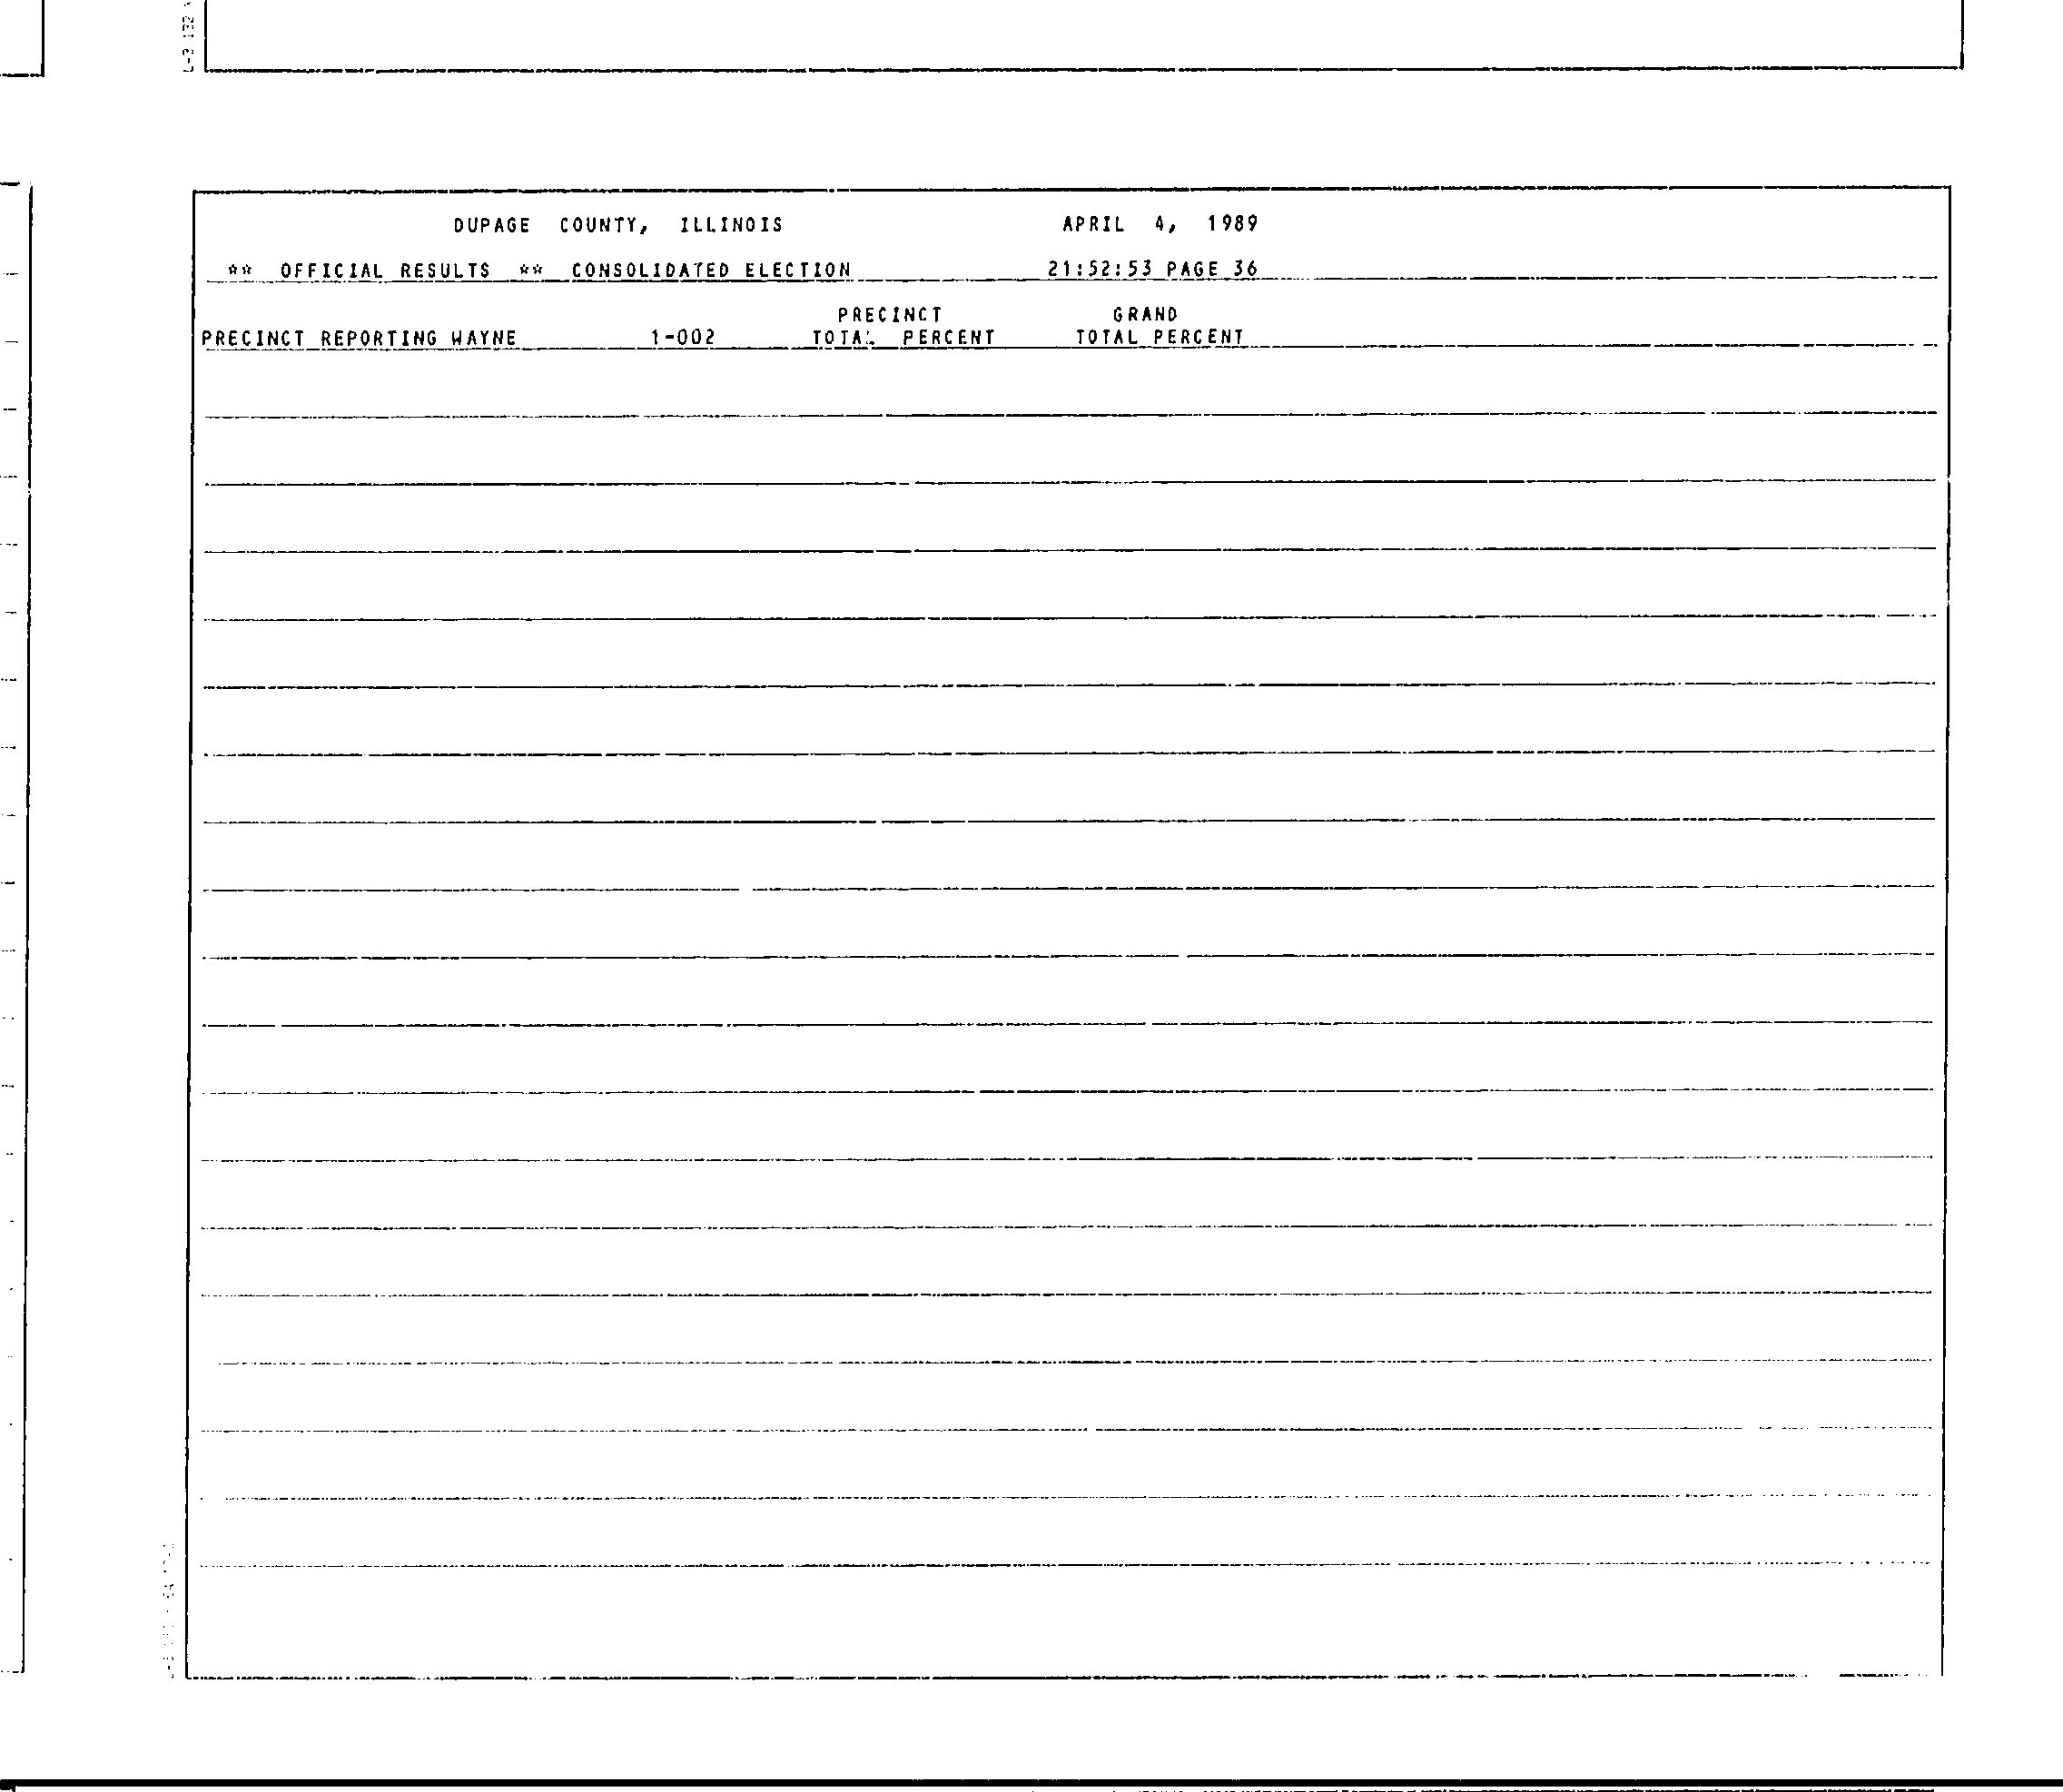 DUPAGE COUNTY, ILLINOIS APRIL 4, 1989
** OFFICIAL RESULTS ** CONSOLIDATED ELECTION 21:52:53 PAGE 36
PRECINCT GRAND
PRECINCT REPORTING WAYNE 1-002 TOTAL PERCENT TOTAL PERCENT